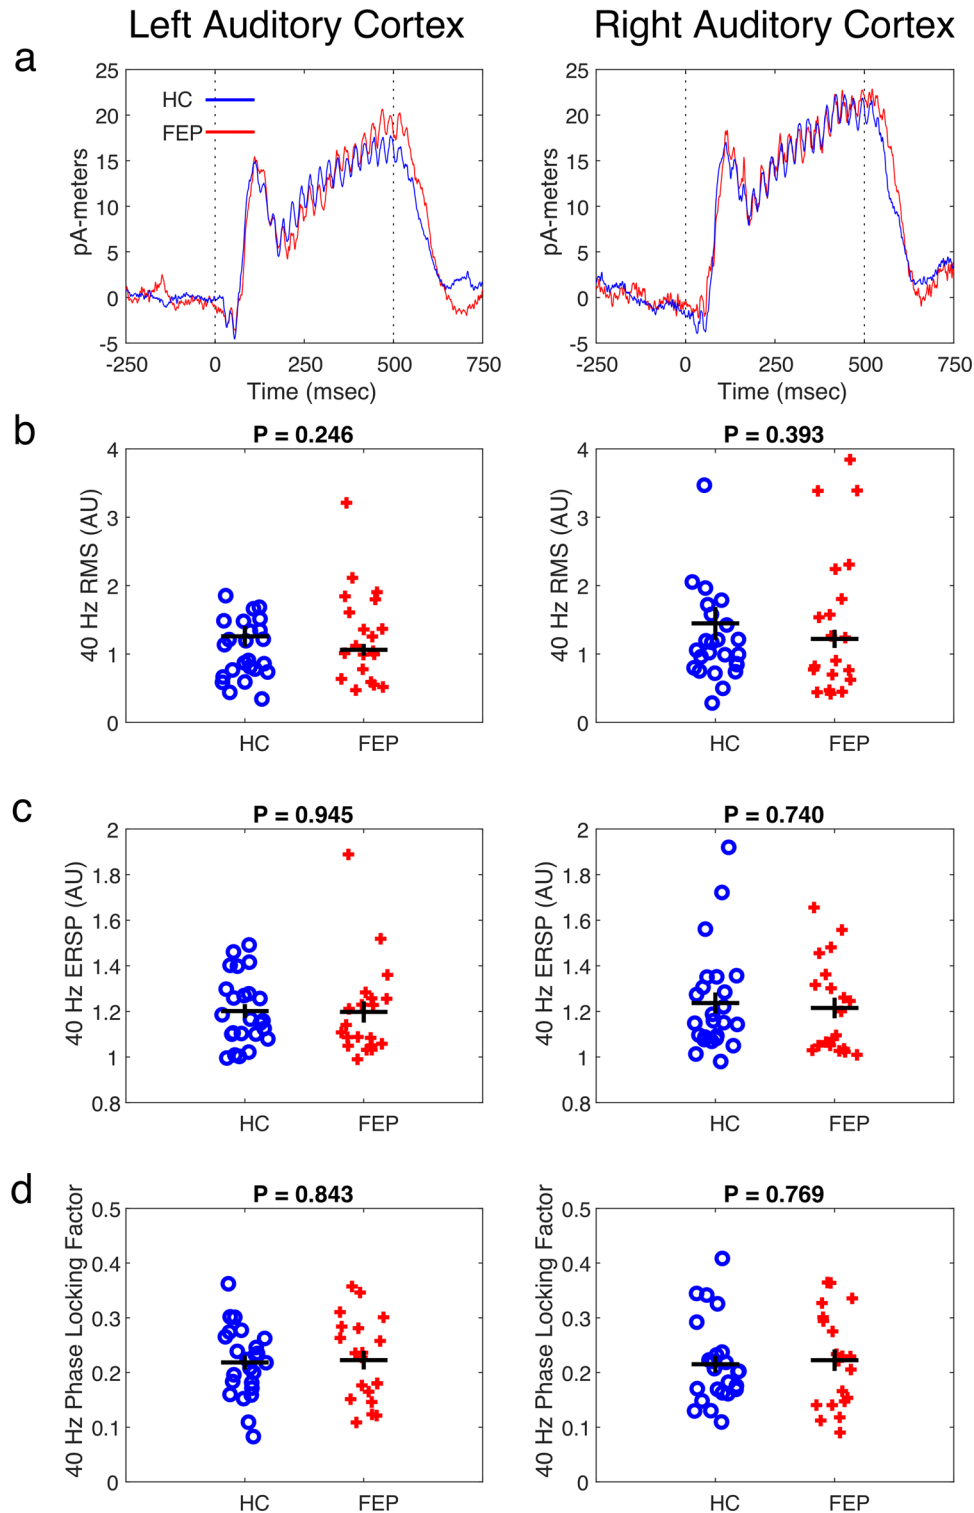 Left Auditory Cortex
Right Auditory Cortex
a
25
20
15
10
5
0
-5
pA-meters
HC
FEP
-250 0 250 500 750
Time (msec)
25
20
15
10
5
0
-5
pA-meters
-250 0 250 500 750
Time (msec)
b
P = 0.246
4
3
2
1
0
40 Hz RMS (AU)
HC FEP
P = 0.393
4
3
2
1
0
40 Hz RMS (AU)
HC FEP
c
P = 0.945
2
1.8
1.6
1.4
1.2
1
0.8
40 Hz ERSP (AU)
HC FEP
P = 0.740
2
1.8
1.6
1.4
1.2
1
0.8
40 Hz ERSP (AU)
HC FEP
d
P = 0.843
0.5
0.4
0.3
0.2
0.1
0
40 Hz Phase Locking Factor
HC FEP
P = 0.769
0.5
0.4
0.3
0.2
0.1
0
40 Hz Phase Locking Factor
HC FEP